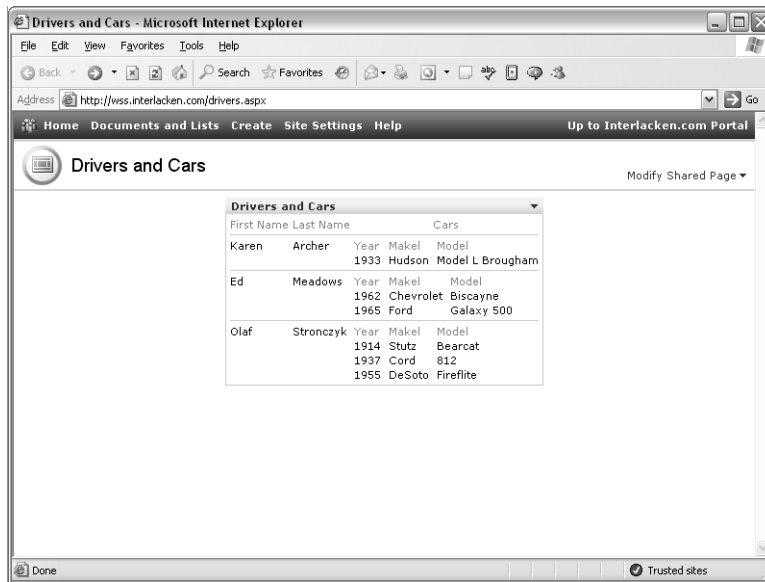 Drivers and Cars - Microsoft Internet Explorer
File Edit View Favorites Tools Help
Back Search Favorites
Address http://wss.interlacken.com/drivers.aspx Go
Home Documents and Lists Create Site Settings Help Up to Interlacken.com Portal
Drivers and Cars
Modify Shared Page
Drivers and Cars
First Name Last Name Cars
Karen Archer Year Makel Model
1933 Hudson Model L Brougham
Ed Meadows Year Makel Model
1962 Chevrolet Biscayne
1965 Ford Galaxy 500
Olaf Stronczyk Year Makel Model
1914 Stutz Bearcat
1937 Cord 812
1955 DeSoto Fireflite
Done Trusted sites